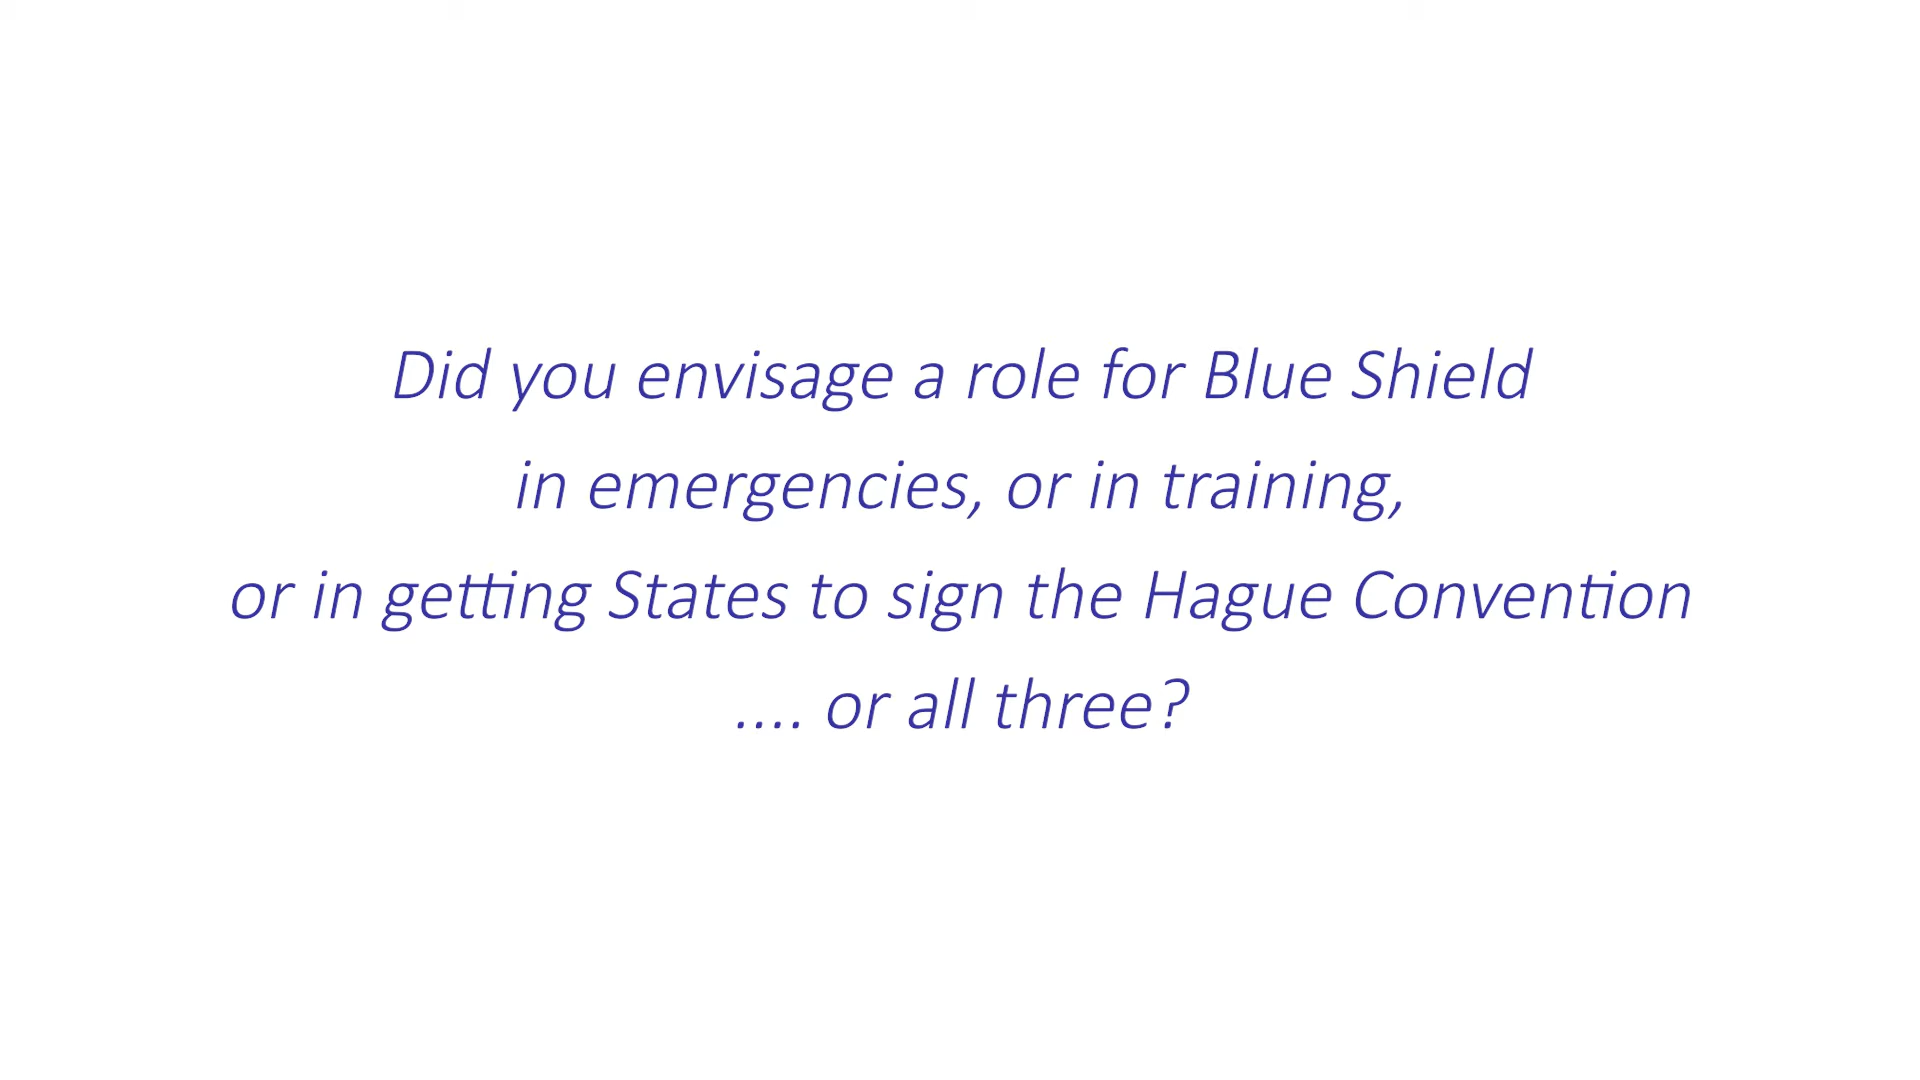 Did you envisage a role for Blue Shield
in emergencies, or in training,
or in getting States to sign the Hague Convention
.... or all three?